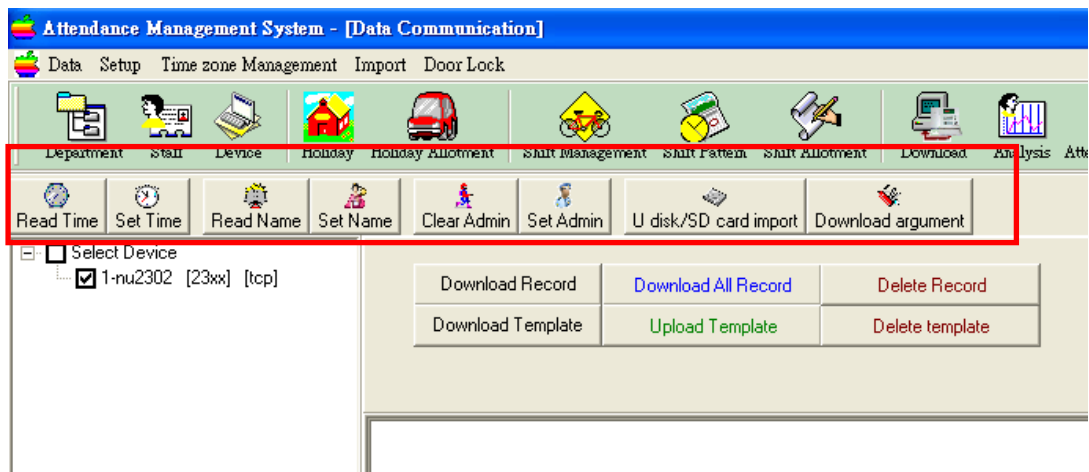 Attendance Management System - [Data Communication]
Data Setup Time zone Management Import Door Lock
Department Staff Device Holiday Holiday Allotment Shift Management Shift Pattern Shift Allotment Download Analysis Atte
Read Time Set Time Read Name Set Name Clear Admin Set Admin U disk/SD card import Download argument
Select Device
1-nu2302 [23xx] [tcp]
Download Record Download All Record Delete Record
Download Template Upload Template Delete template